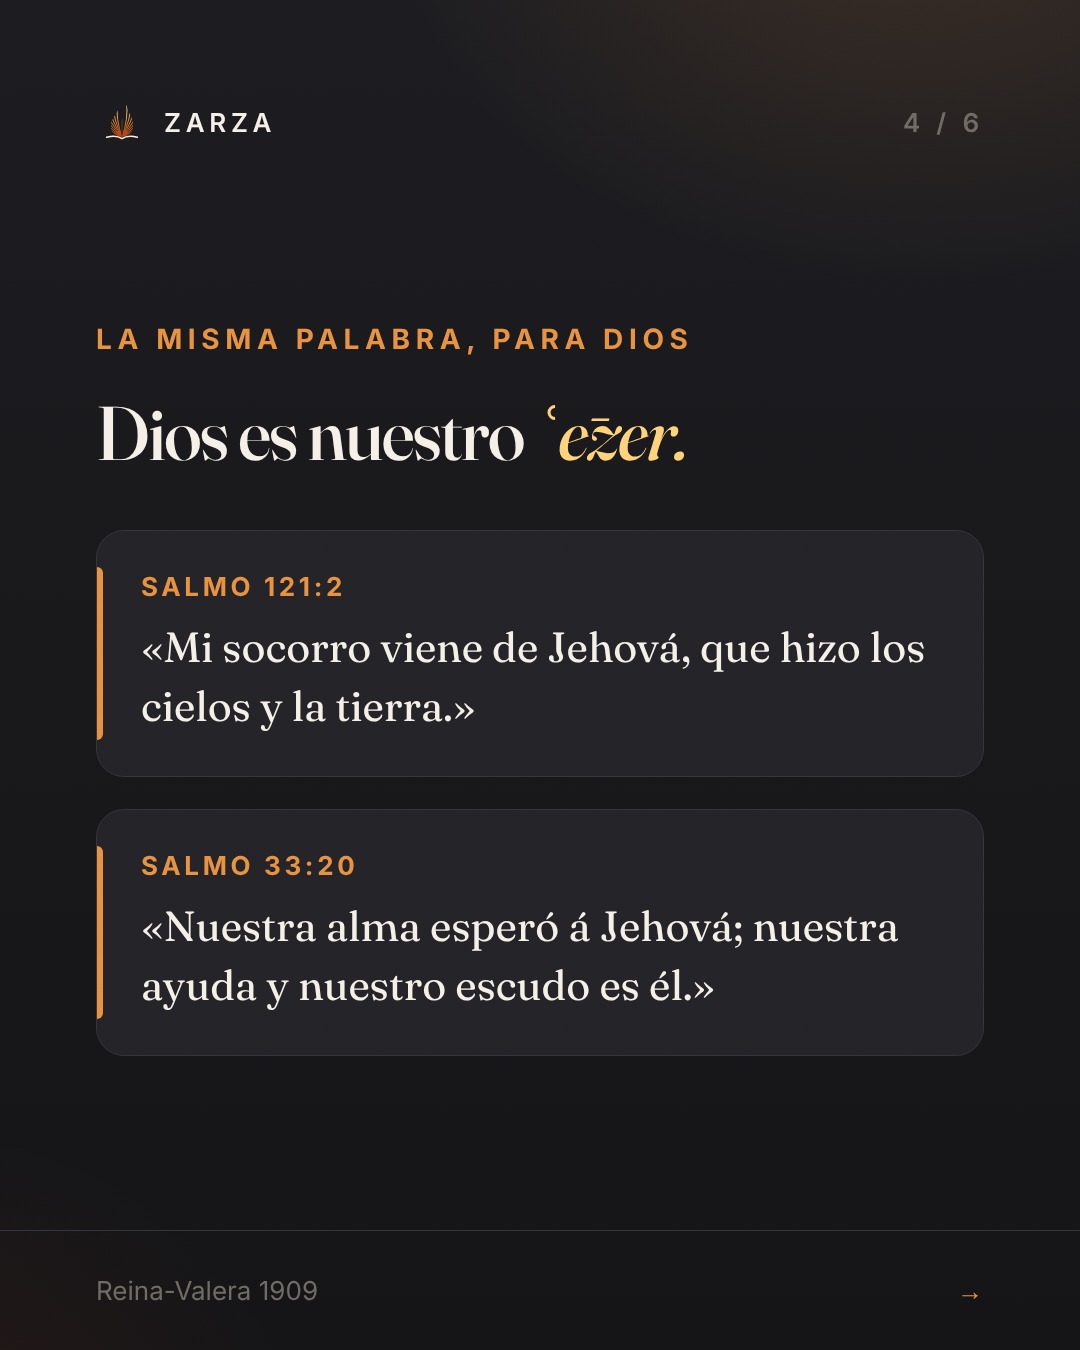 ZARZA
4 / 6
LA MISMA PALABRA, PARA DIOS
Dios es nuestro ʿez̄er.
SALMO 121:2
«Mi socorro viene de Jehová, que hizo los
cielos y la tierra.»
SALMO 33:20
«Nuestra alma esperó á Jehová; nuestra
ayuda y nuestro escudo es él.»
Reina-Valera 1909
→